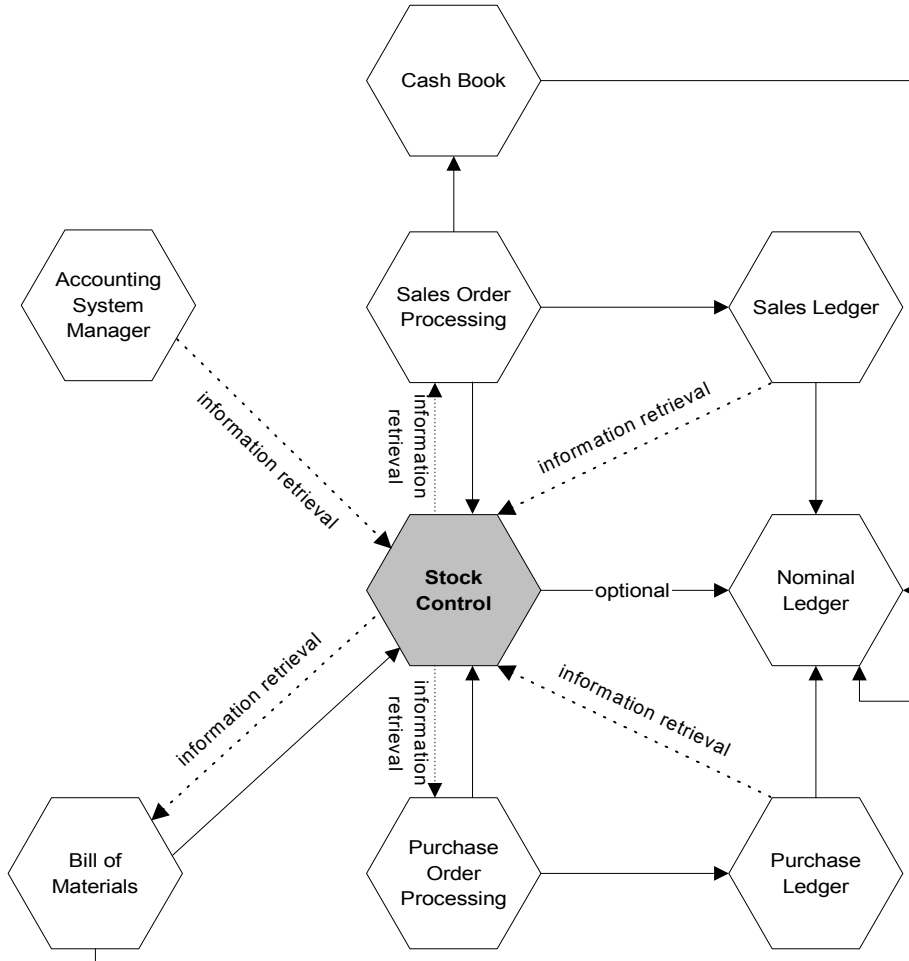 Cash Book
Accounting
System
Manager
Sales Order
Processing
Sales Ledger
information retrieval
information
retrieval
information retrieval
Stock
Control
optional
Nominal
Ledger
information retrieval
information
retrieval
information retrieval
Bill of
Materials
Purchase
Order
Processing
Purchase
Ledger